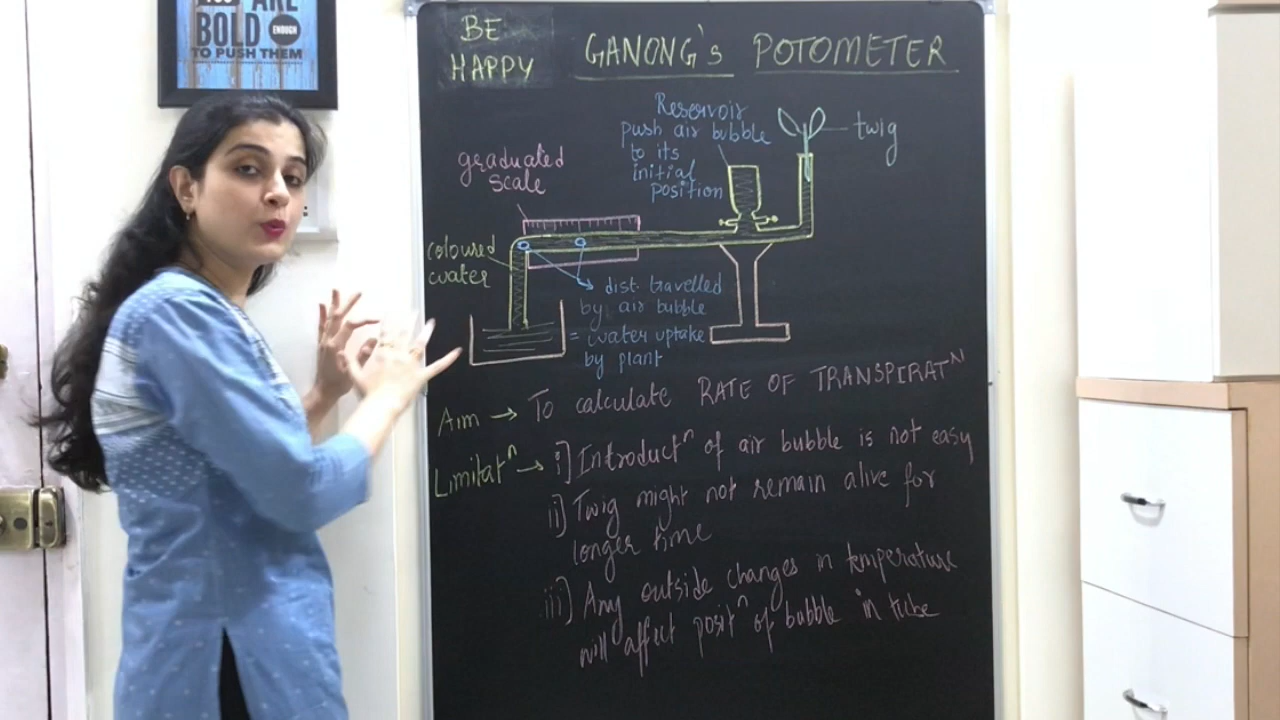 ARE
BOLD ENOUGH
TO PUSH THEM
BE
HAPPY
GANONG's POTOMETER
Reservoir
push air bubble
to its
initial
position
twig
graduated
scale
coloured
water
dist. travelled
by air bubble
= water uptake
by plant
Aim → To calculate RATE OF TRANSPIRATᴺ
Limitatⁿ → i] Introductⁿ of air bubble is not easy
ii] Twig might not remain alive for
longer time
iii] Any outside changes in temperature
will affect positⁿ of bubble in tube